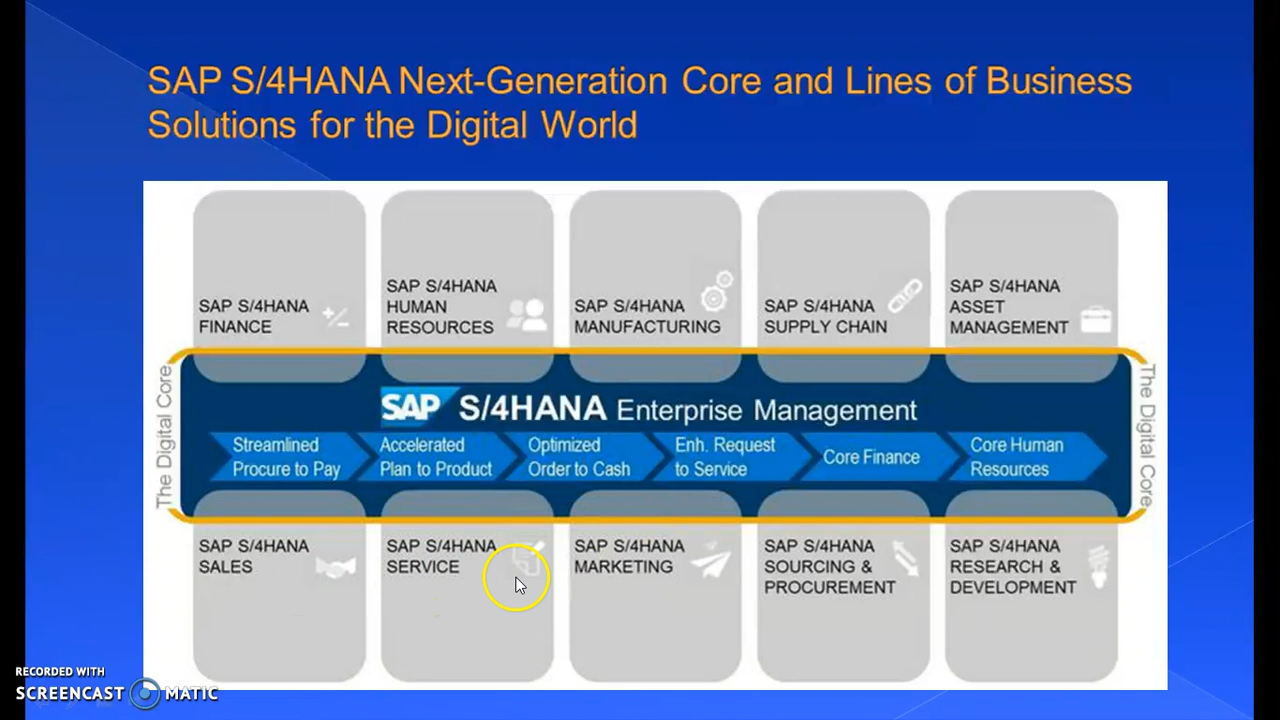 SAP S/4HANA Next-Generation Core and Lines of Business
Solutions for the Digital World
SAP S/4HANA
FINANCE
SAP S/4HANA
HUMAN
RESOURCES
SAP S/4HANA
MANUFACTURING
SAP S/4HANA
SUPPLY CHAIN
SAP S/4HANA
ASSET
MANAGEMENT
The Digital Core
SAP S/4HANA Enterprise Management
Streamlined
Procure to Pay
Accelerated
Plan to Product
Optimized
Order to Cash
Enh. Request
to Service
Core Finance
Core Human
Resources
The Digital Core
SAP S/4HANA
SALES
SAP S/4HANA
SERVICE
SAP S/4HANA
MARKETING
SAP S/4HANA
SOURCING &
PROCUREMENT
SAP S/4HANA
RESEARCH &
DEVELOPMENT
RECORDED WITH
SCREENCAST MATIC